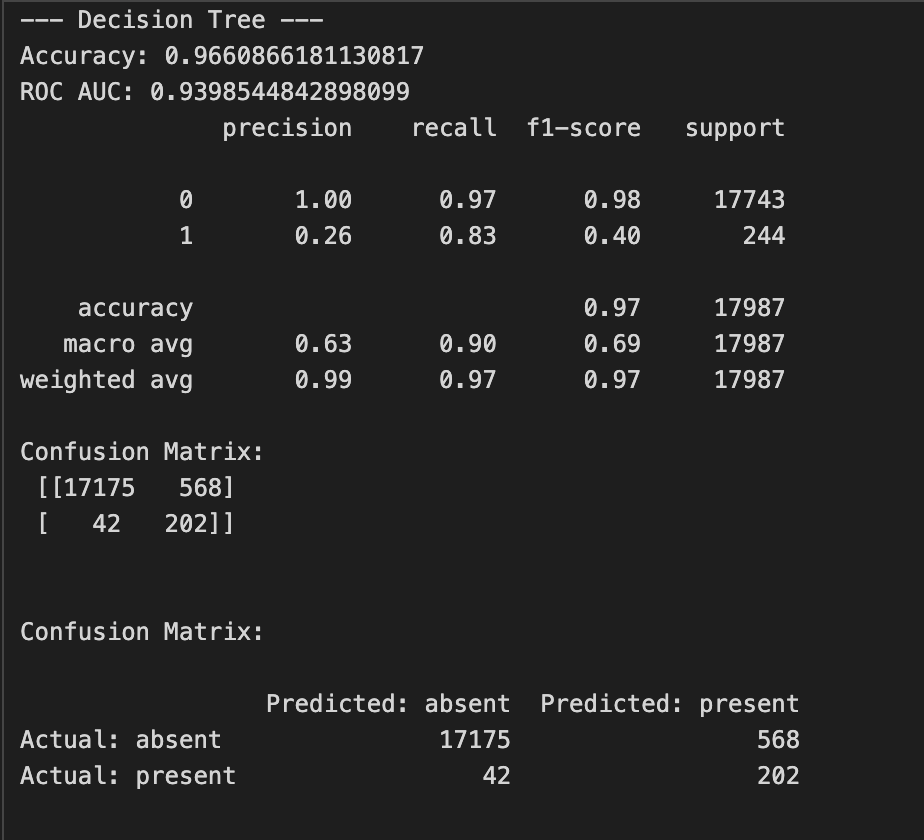 --- Decision Tree ---
Accuracy: 0.9660866181130817
ROC AUC: 0.9398544842898099
              precision    recall  f1-score   support

           0       1.00      0.97      0.98     17743
           1       0.26      0.83      0.40       244

    accuracy                           0.97     17987
   macro avg       0.63      0.90      0.69     17987
weighted avg       0.99      0.97      0.97     17987

Confusion Matrix:
 [[17175   568]
 [   42   202]]

Confusion Matrix:

                 Predicted: absent  Predicted: present
Actual: absent               17175                 568
Actual: present                 42                 202